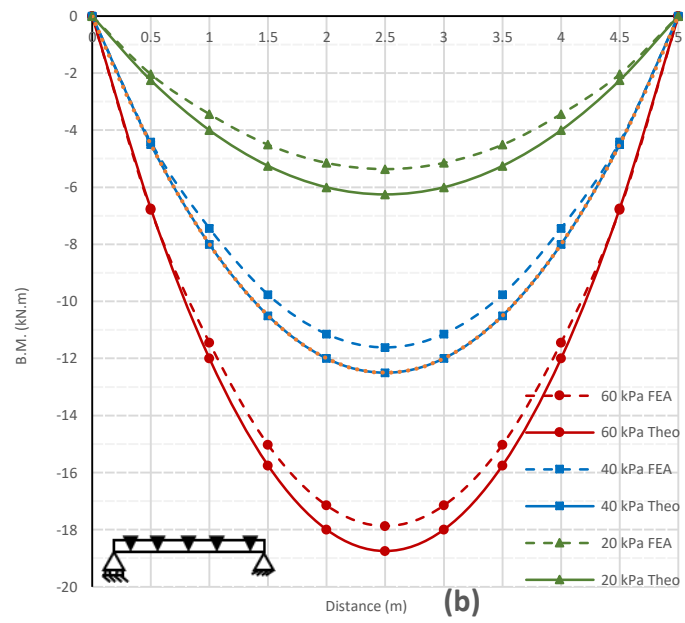 0
0 0.5 1 1.5 2 2.5 3 3.5 4 4.5 5
-2
-4
-6
-8
-10
-12
-14
-16
-18
-20
B.M. (kN.m)
60 kPa FEA
60 kPa Theo
40 kPa FEA
40 kPa Theo
20 kPa FEA
20 kPa Theo
Distance (m)
(b)